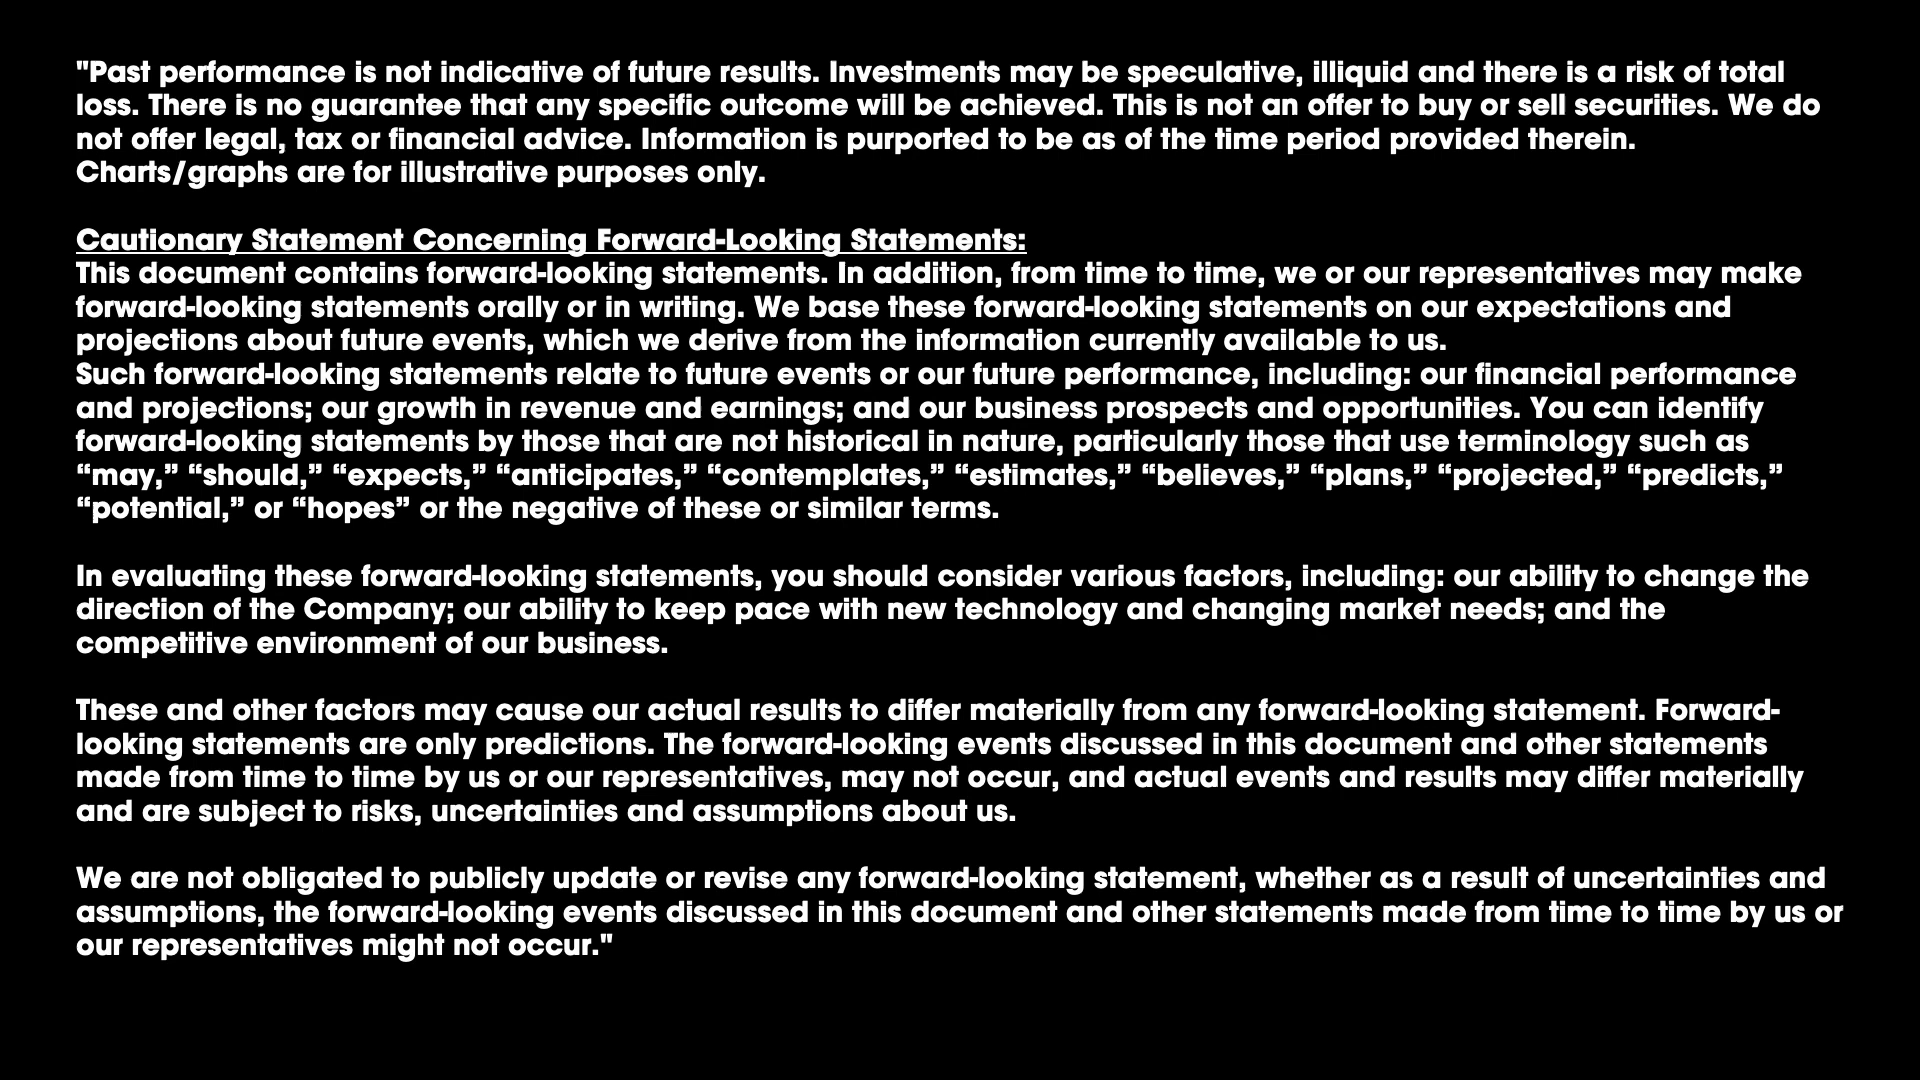 "Past performance is not indicative of future results. Investments may be speculative, illiquid and there is a risk of total
loss. There is no guarantee that any specific outcome will be achieved. This is not an offer to buy or sell securities. We do
not offer legal, tax or financial advice. Information is purported to be as of the time period provided therein.
Charts/graphs are for illustrative purposes only.
Cautionary Statement Concerning Forward-Looking Statements:
This document contains forward-looking statements. In addition, from time to time, we or our representatives may make
forward-looking statements orally or in writing. We base these forward-looking statements on our expectations and
projections about future events, which we derive from the information currently available to us.
Such forward-looking statements relate to future events or our future performance, including: our financial performance
and projections; our growth in revenue and earnings; and our business prospects and opportunities. You can identify
forward-looking statements by those that are not historical in nature, particularly those that use terminology such as
“may,” “should,” “expects,” “anticipates,” “contemplates,” “estimates,” “believes,” “plans,” “projected,” “predicts,”
“potential,” or “hopes” or the negative of these or similar terms.
In evaluating these forward-looking statements, you should consider various factors, including: our ability to change the
direction of the Company; our ability to keep pace with new technology and changing market needs; and the
competitive environment of our business.
These and other factors may cause our actual results to differ materially from any forward-looking statement. Forward-
looking statements are only predictions. The forward-looking events discussed in this document and other statements
made from time to time by us or our representatives, may not occur, and actual events and results may differ materially
and are subject to risks, uncertainties and assumptions about us.
We are not obligated to publicly update or revise any forward-looking statement, whether as a result of uncertainties and
assumptions, the forward-looking events discussed in this document and other statements made from time to time by us or
our representatives might not occur."